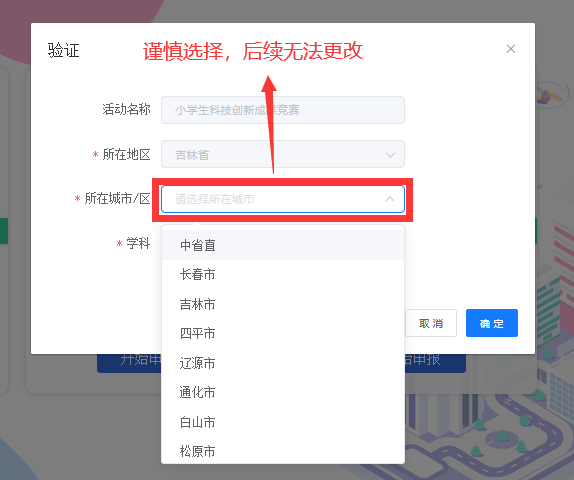 验证
谨慎选择，后续无法更改
活动名称
小学生科技创新成果竞赛
* 所在地区
吉林省
* 所在城市/区
请选择所在城市
* 学科
中省直
长春市
吉林市
四平市
辽源市
通化市
白山市
松原市
取消
确定